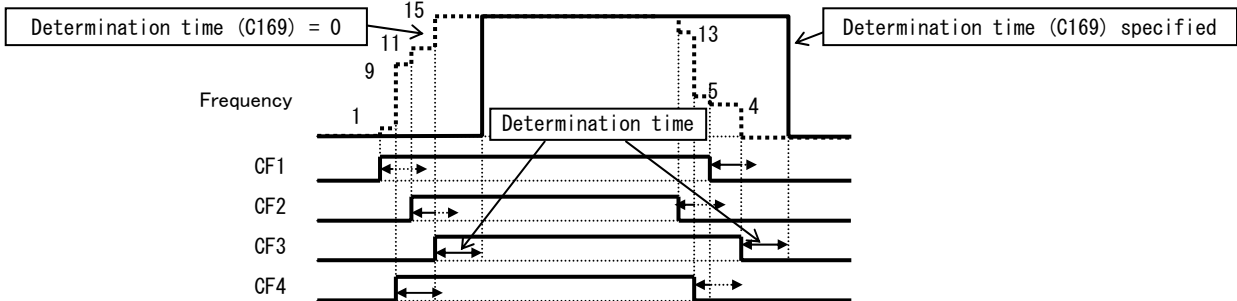 Determination time (C169) = 0
15
11
9
1
Frequency
13
5
4
Determination time (C169) specified
Determination time
CF1
CF2
CF3
CF4